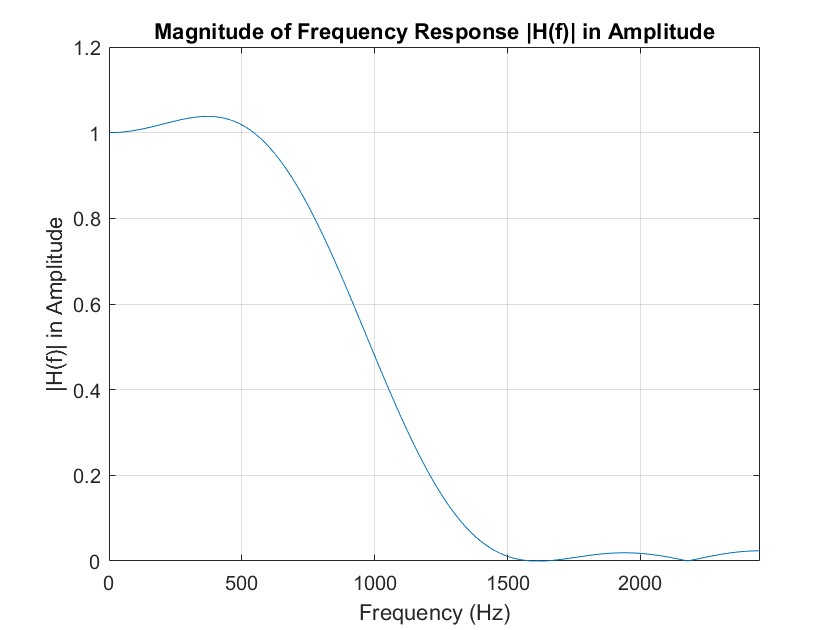 Magnitude of Frequency Response |H(f)| in Amplitude
1.2
1
0.8
0.6
0.4
0.2
0
|H(f)| in Amplitude
0 500 1000 1500 2000
Frequency (Hz)